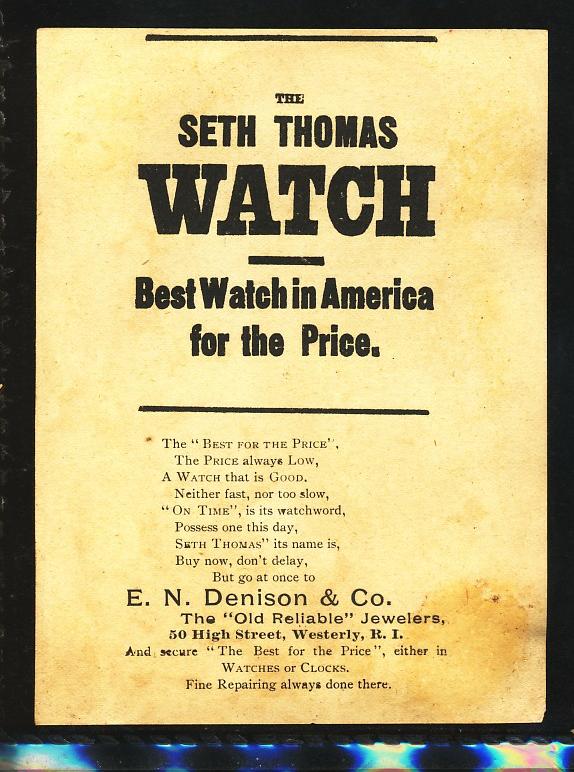 THE
SETH THOMAS
WATCH
Best Watch in America
for the Price.
The "BEST FOR THE PRICE",
The PRICE always LOW,
A WATCH that is GOOD.
Neither fast, nor too slow,
"ON TIME", is its watchword,
Possess one this day,
SETH THOMAS" its name is,
Buy now, don't delay,
But go at once to
E. N. Denison & Co.
The "Old Reliable" Jewelers,
50 High Street, Westerly, R. I.
And secure "The Best for the Price", either in
WATCHES OR CLOCKS.
Fine Repairing always done there.